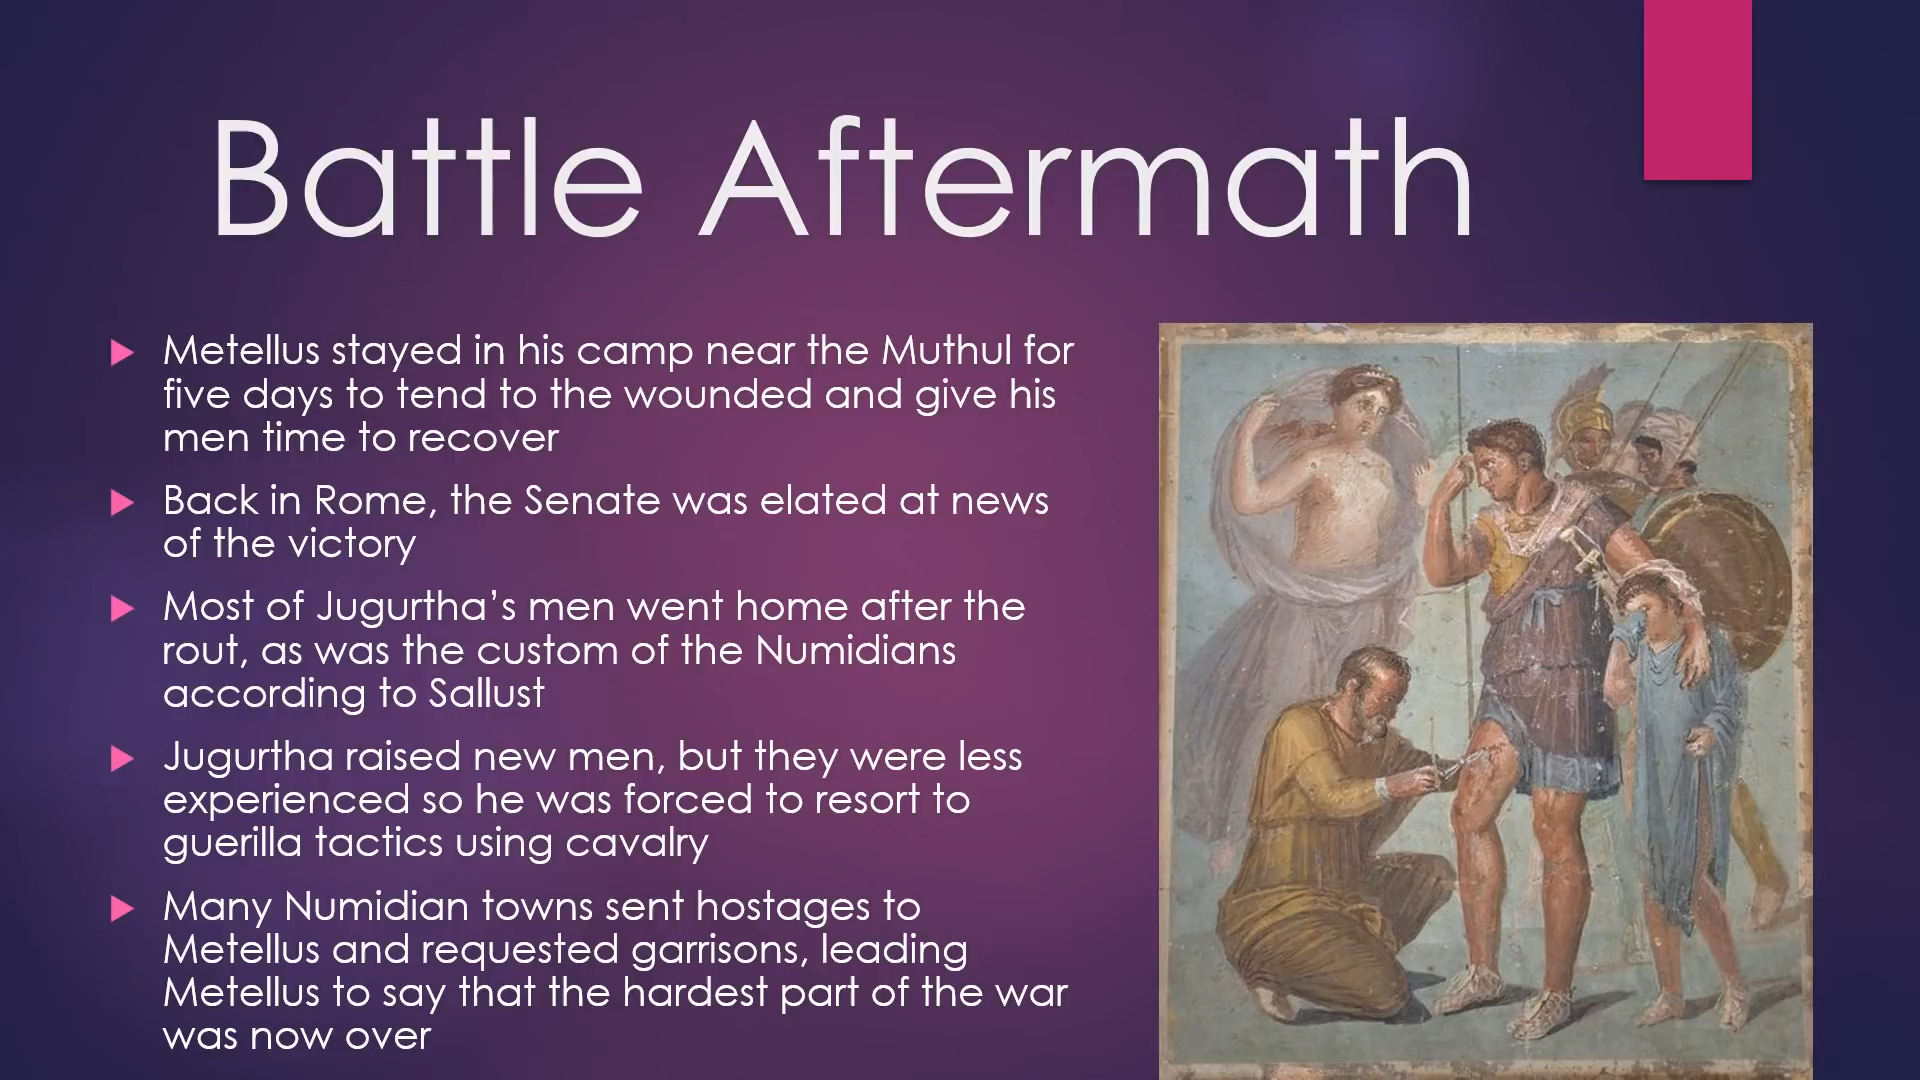 Battle Aftermath
Metellus stayed in his camp near the Muthul for
five days to tend to the wounded and give his
men time to recover
Back in Rome, the Senate was elated at news
of the victory
Most of Jugurtha’s men went home after the
rout, as was the custom of the Numidians
according to Sallust
Jugurtha raised new men, but they were less
experienced so he was forced to resort to
guerilla tactics using cavalry
Many Numidian towns sent hostages to
Metellus and requested garrisons, leading
Metellus to say that the hardest part of the war
was now over